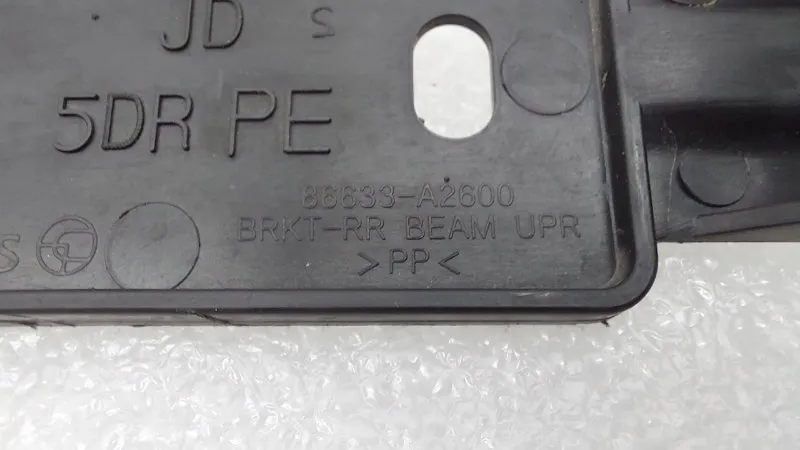 JD S
5DR PE
86633-A2600
BRKT-RR BEAM UPR
S
>PP<